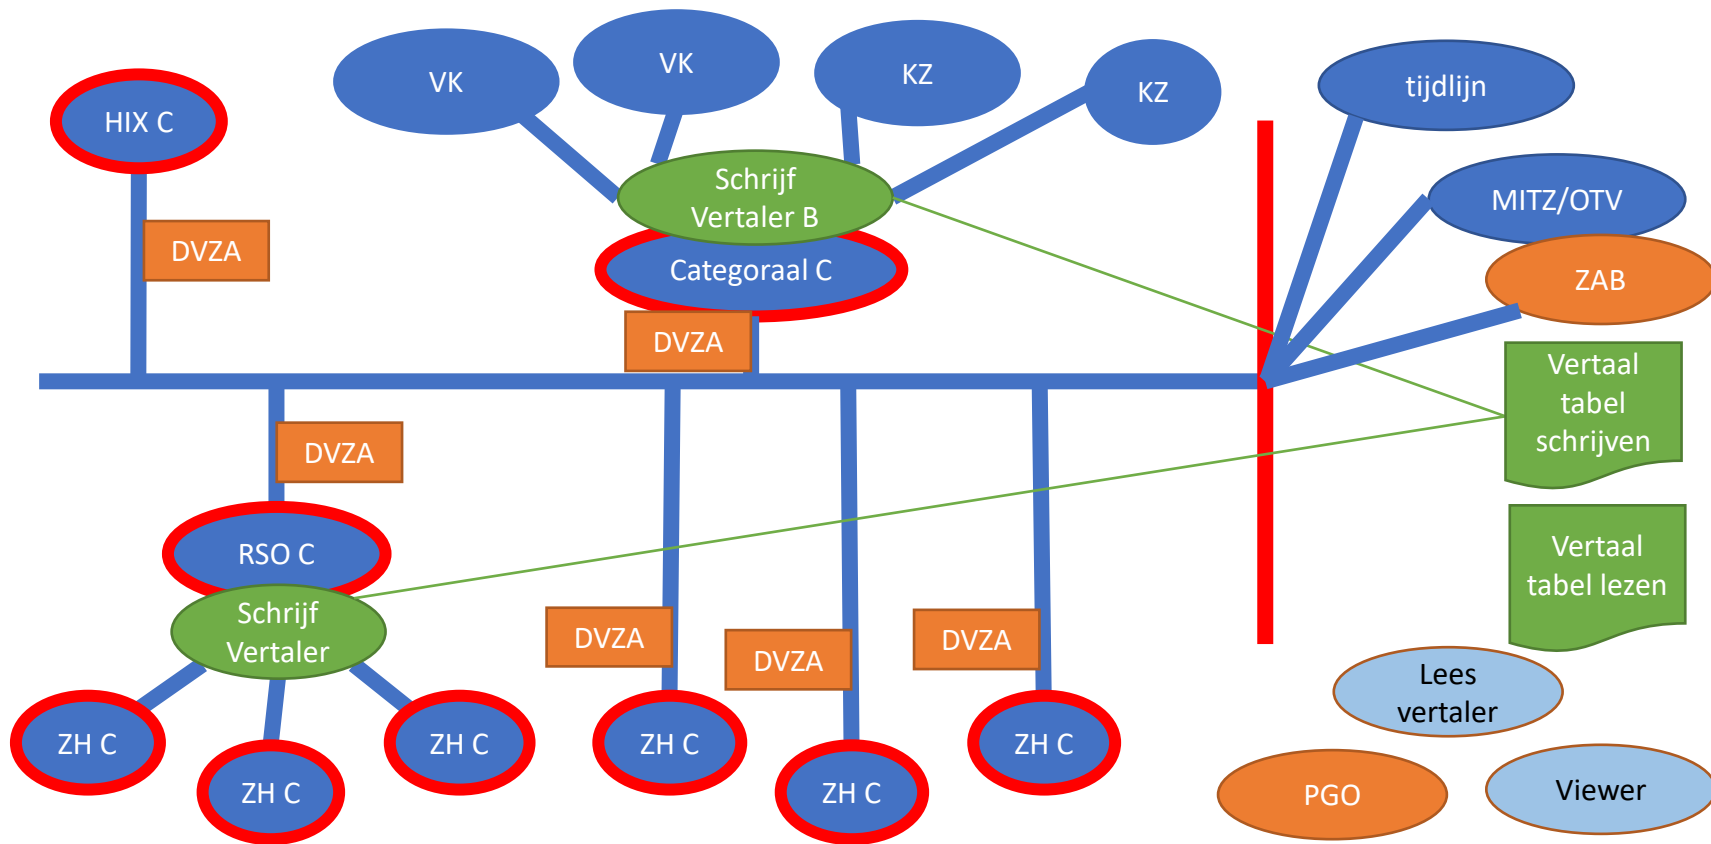 VK
VK
KZ
KZ
tijdlijn
HIX C
Schrijf
Vertaler B
MITZ/OTV
DVZA
Categoraal C
ZAB
DVZA
Vertaal
tabel
schrijven
DVZA
RSO C
Vertaal
tabel lezen
Schrijf
Vertaler
DVZA
DVZA
DVZA
Lees
vertaler
ZH C
ZH C
ZH C
ZH C
ZH C
ZH C
PGO
Viewer